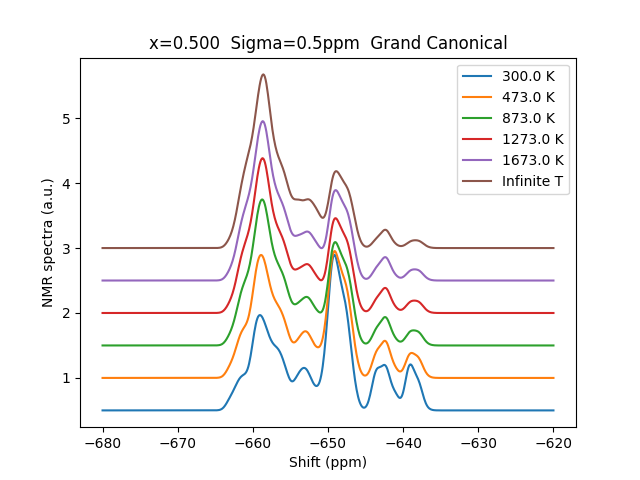 x=0.500  Sigma=0.5ppm  Grand Canonical
NMR spectra (a.u.)
5
4
3
2
1
300.0 K
473.0 K
873.0 K
1273.0 K
1673.0 K
Infinite T
−680 −670 −660 −650 −640 −630 −620
Shift (ppm)